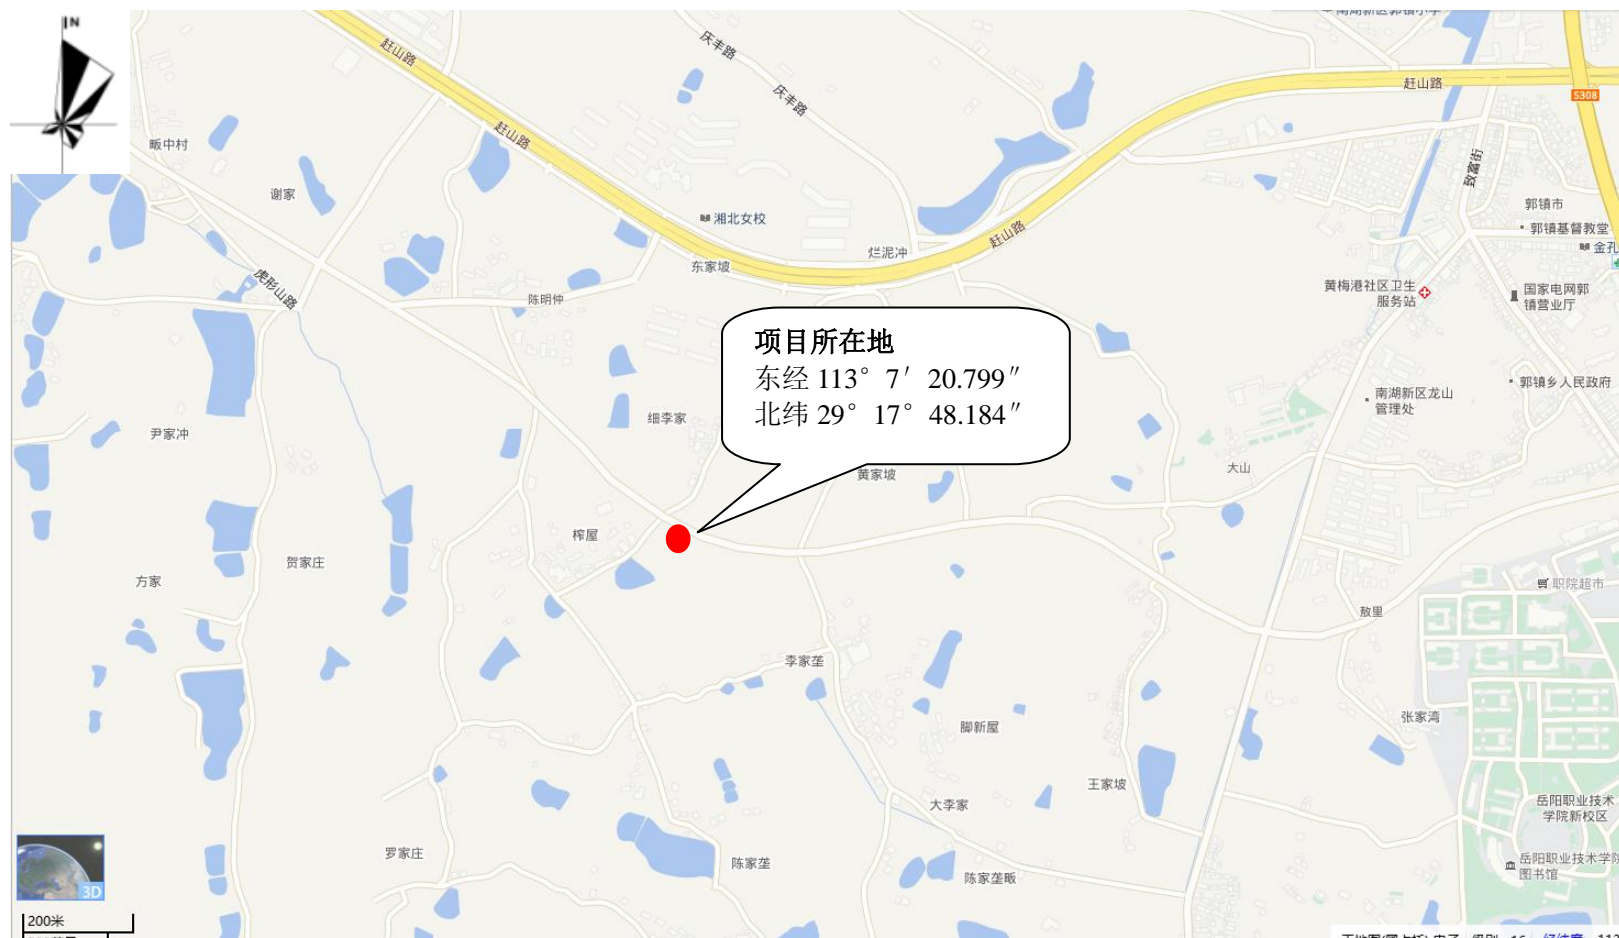 N
南湖新区郭镇小学
赶山路
庆丰路
庆丰路
赶山路
S308
赶山路
畈中村
致富街
谢家
郭镇市
湘北女校
郭镇基督教堂
金孔
赶山路
烂泥冲
东家坡
虎形山路
陈明仲
黄梅港社区卫生
服务站
国家电网郭
镇营业厅
项目所在地
东经 113° 7′ 20.799″
北纬 29° 17° 48.184″
郭镇乡人民政府
南湖新区龙山
管理处
细李家
尹家冲
大山
黄家坡
榨屋
贺家庄
方家
职院超市
敖里
李家垄
张家湾
脚新屋
王家坡
大李家
岳阳职业技术
学院新校区
罗家庄
陈家垄
岳阳职业技术学院
图书馆
陈家垄畈
3D
200米